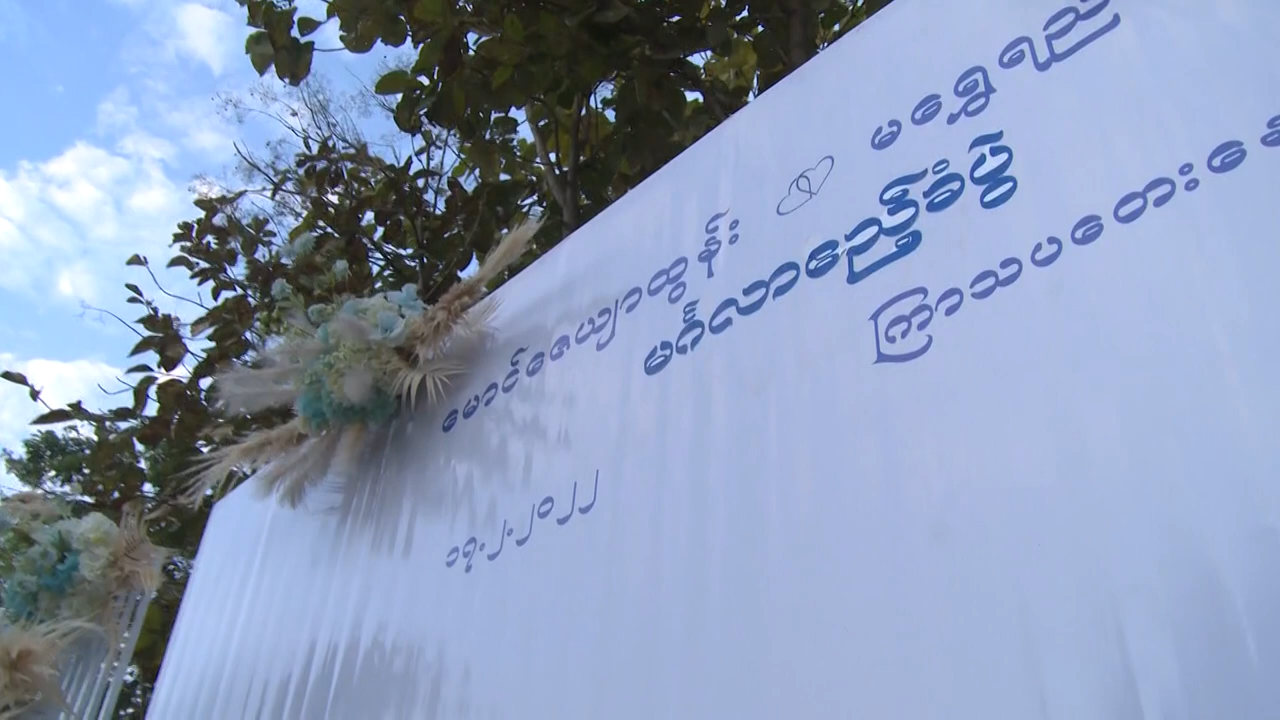 မောင်ဇေယျာထွန်း မရွှေရည်
မင်္ဂလာဧည့်ခံပွဲ
ကြာသပတေးနေ
၁၇.၂.၂၀၂၂